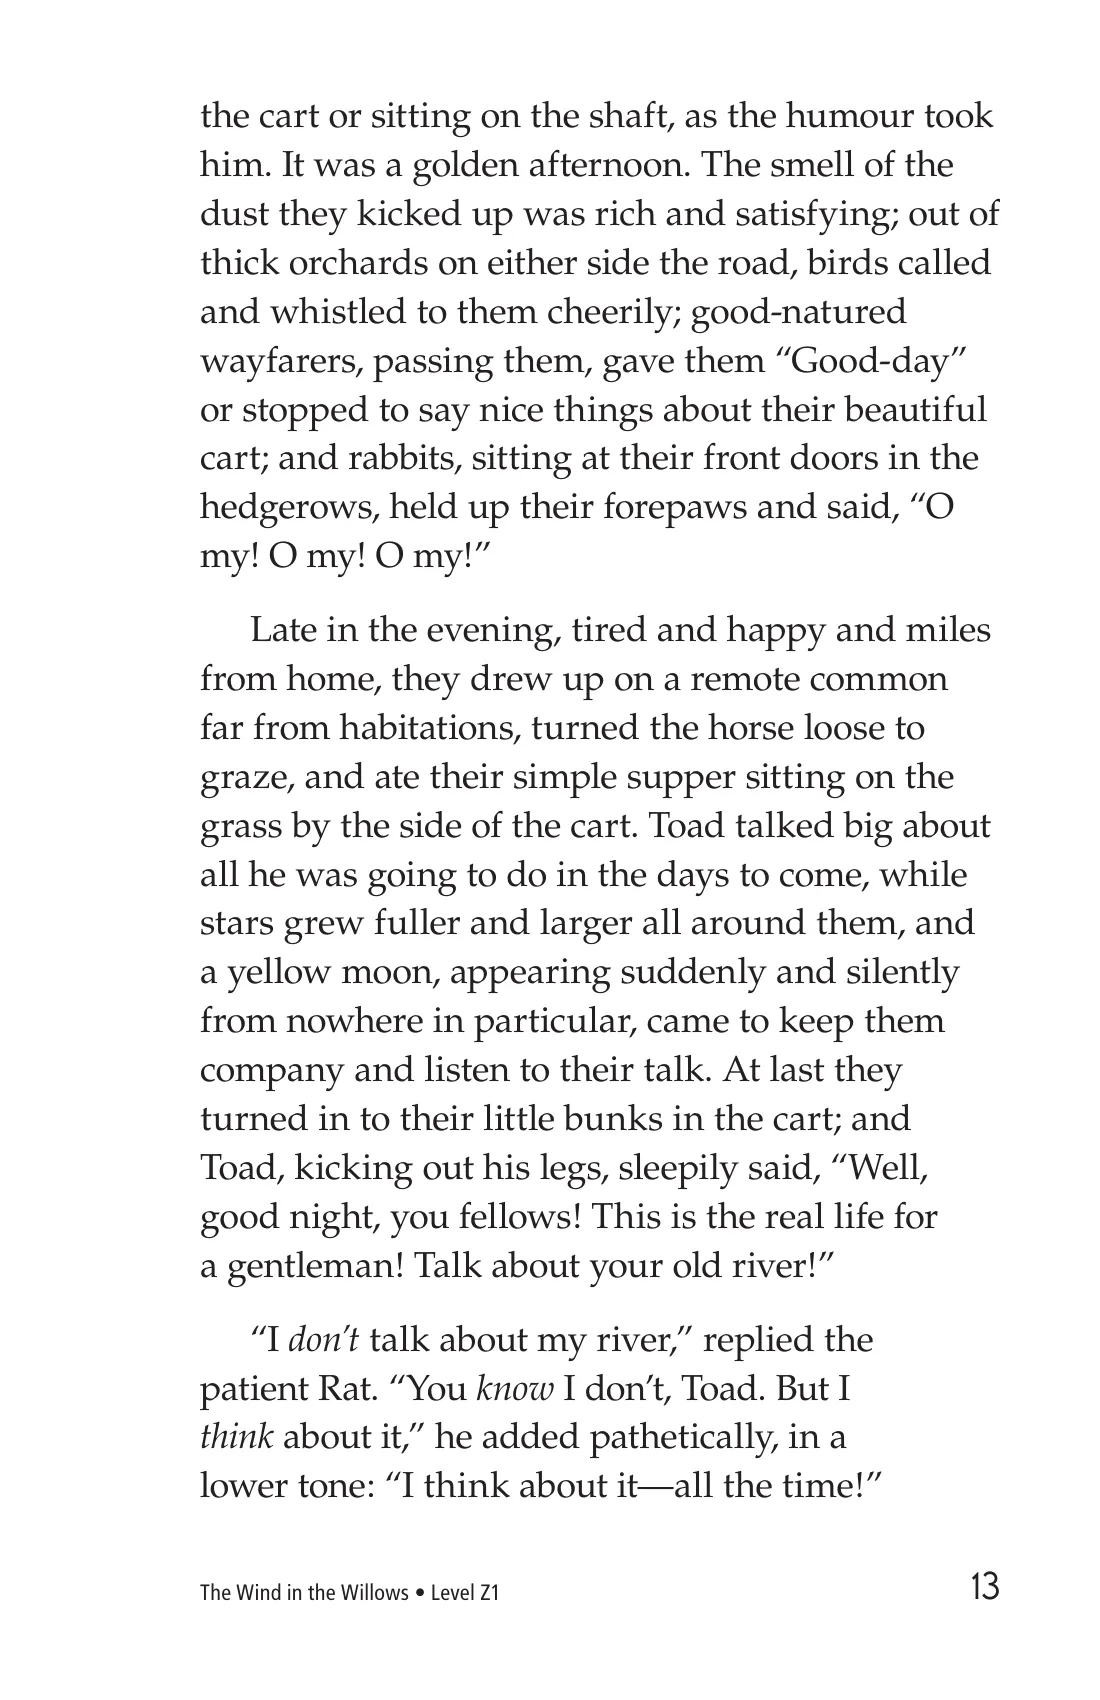 the cart or sitting on the shaft, as the humour took
him. It was a golden afternoon. The smell of the
dust they kicked up was rich and satisfying; out of
thick orchards on either side the road, birds called
and whistled to them cheerily; good-natured
wayfarers, passing them, gave them “Good-day”
or stopped to say nice things about their beautiful
cart; and rabbits, sitting at their front doors in the
hedgerows, held up their forepaws and said, “O
my! O my! O my!”
Late in the evening, tired and happy and miles
from home, they drew up on a remote common
far from habitations, turned the horse loose to
graze, and ate their simple supper sitting on the
grass by the side of the cart. Toad talked big about
all he was going to do in the days to come, while
stars grew fuller and larger all around them, and
a yellow moon, appearing suddenly and silently
from nowhere in particular, came to keep them
company and listen to their talk. At last they
turned in to their little bunks in the cart; and
Toad, kicking out his legs, sleepily said, “Well,
good night, you fellows! This is the real life for
a gentleman! Talk about your old river!”
“I don’t talk about my river,” replied the
patient Rat. “You know I don’t, Toad. But I
think about it,” he added pathetically, in a
lower tone: “I think about it—all the time!”
The Wind in the Willows • Level Z1
13